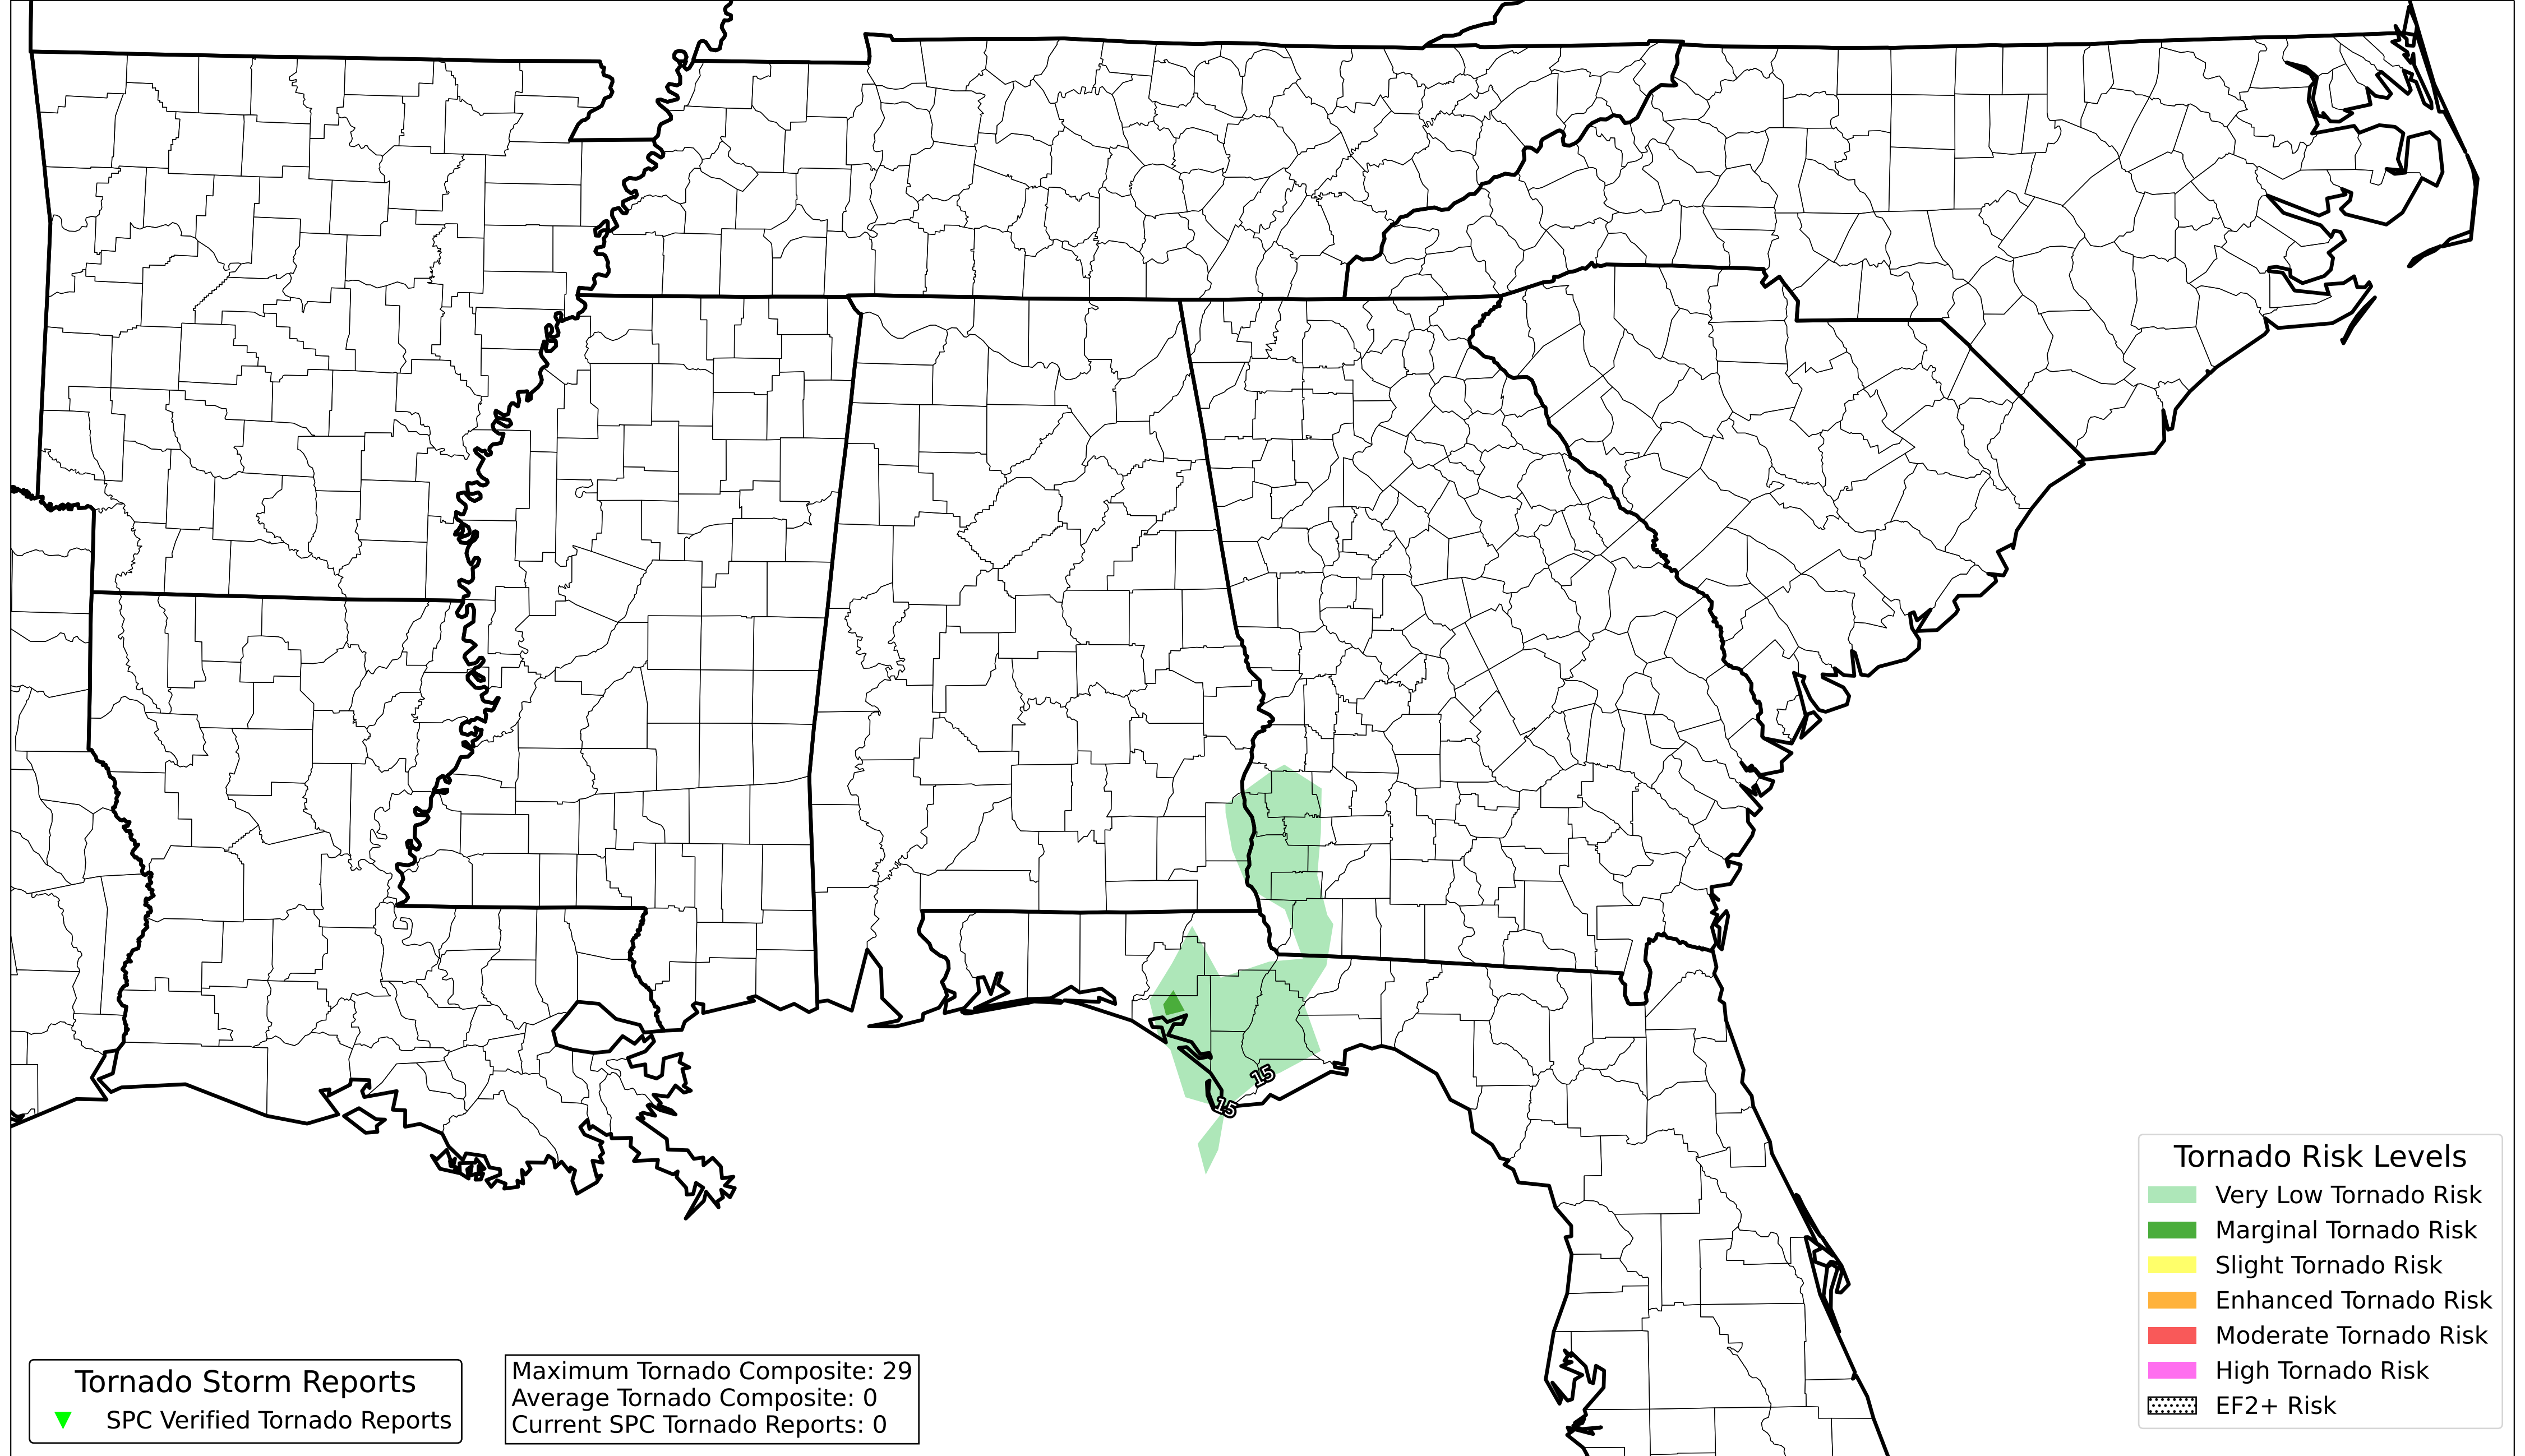 15
15
Tornado Risk Levels
Very Low Tornado Risk
Marginal Tornado Risk
Slight Tornado Risk
Enhanced Tornado Risk
Moderate Tornado Risk
High Tornado Risk
EF2+ Risk
Tornado Storm Reports
SPC Verified Tornado Reports
Maximum Tornado Composite: 29
Average Tornado Composite: 0
Current SPC Tornado Reports: 0